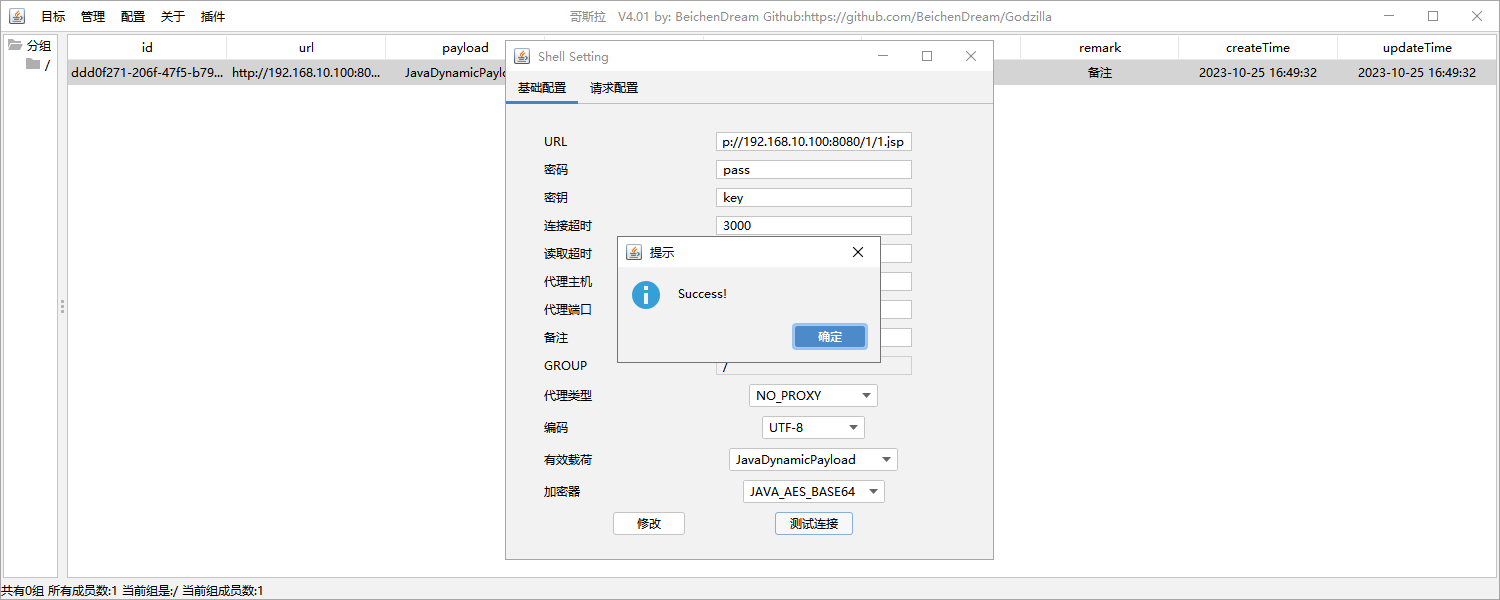 目标 管理 配置 关于 插件 哥斯拉 V4.01 by: BeichenDream Github:https://github.com/BeichenDream/Godzilla
分组
/
id url payload remark createTime updateTime
ddd0f271-206f-47f5-b79... http://192.168.10.100:80... JavaDynamicPaylo 备注 2023-10-25 16:49:32 2023-10-25 16:49:32
Shell Setting
基础配置 请求配置
URL p://192.168.10.100:8080/1/1.jsp
密码 pass
密钥 key
连接超时 3000
读取超时
代理主机
代理端口
备注
提示
Success!
确定
GROUP /
代理类型 NO_PROXY
编码 UTF-8
有效载荷 JavaDynamicPayload
加密器 JAVA_AES_BASE64
修改 测试连接
共有0组 所有成员数:1 当前组是:/ 当前组成员数:1